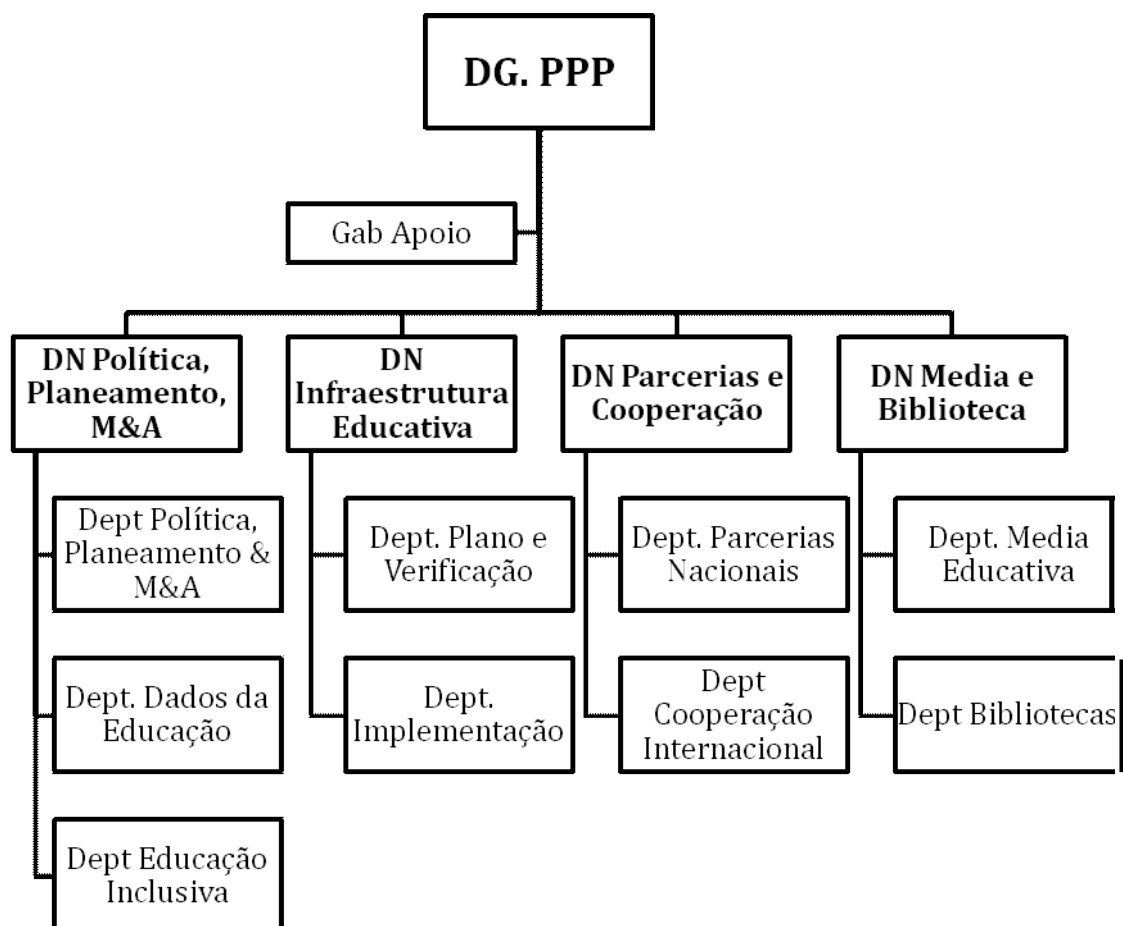 DG. PPP
Gab Apoio
DN Política,
Planeamento,
M&A
DN
Infraestrutura
Educativa
DN Parcerias e
Cooperação
DN Media e
Biblioteca
Dept Política,
Planeamento &
M&A
Dept. Plano e
Verificação
Dept. Parcerias
Nacionais
Dept. Media
Educativa
Dept. Dados da
Educação
Dept.
Implementação
Dept
Cooperação
Internacional
Dept Bibliotecas
Dept Educação
Inclusiva